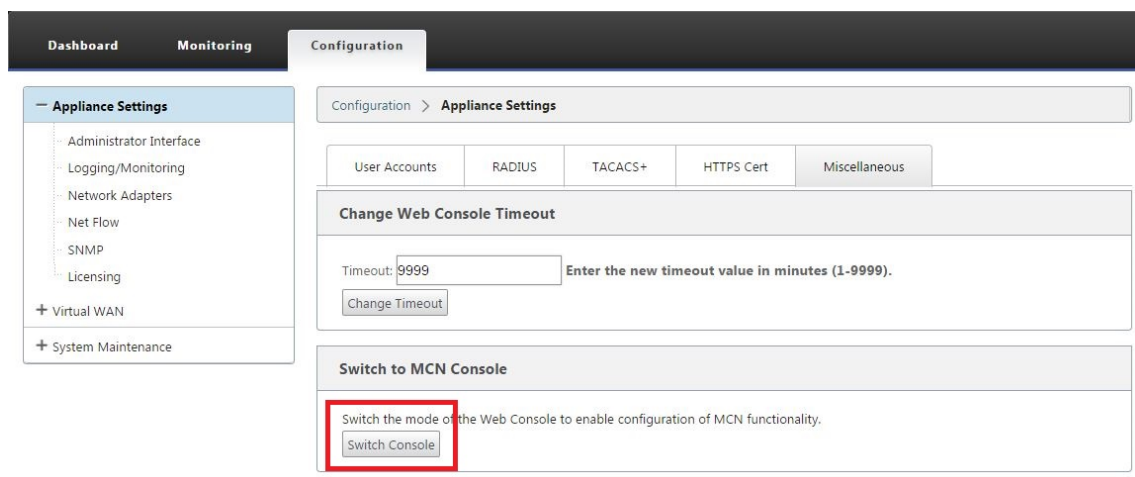 Dashboard Monitoring Configuration
− Appliance Settings
Administrator Interface
Logging/Monitoring
Network Adapters
Net Flow
SNMP
Licensing
+ Virtual WAN
+ System Maintenance
Configuration > Appliance Settings
User Accounts RADIUS TACACS+ HTTPS Cert Miscellaneous
Change Web Console Timeout
Timeout: 9999 Enter the new timeout value in minutes (1-9999).
Change Timeout
Switch to MCN Console
Switch the mode of the Web Console to enable configuration of MCN functionality.
Switch Console